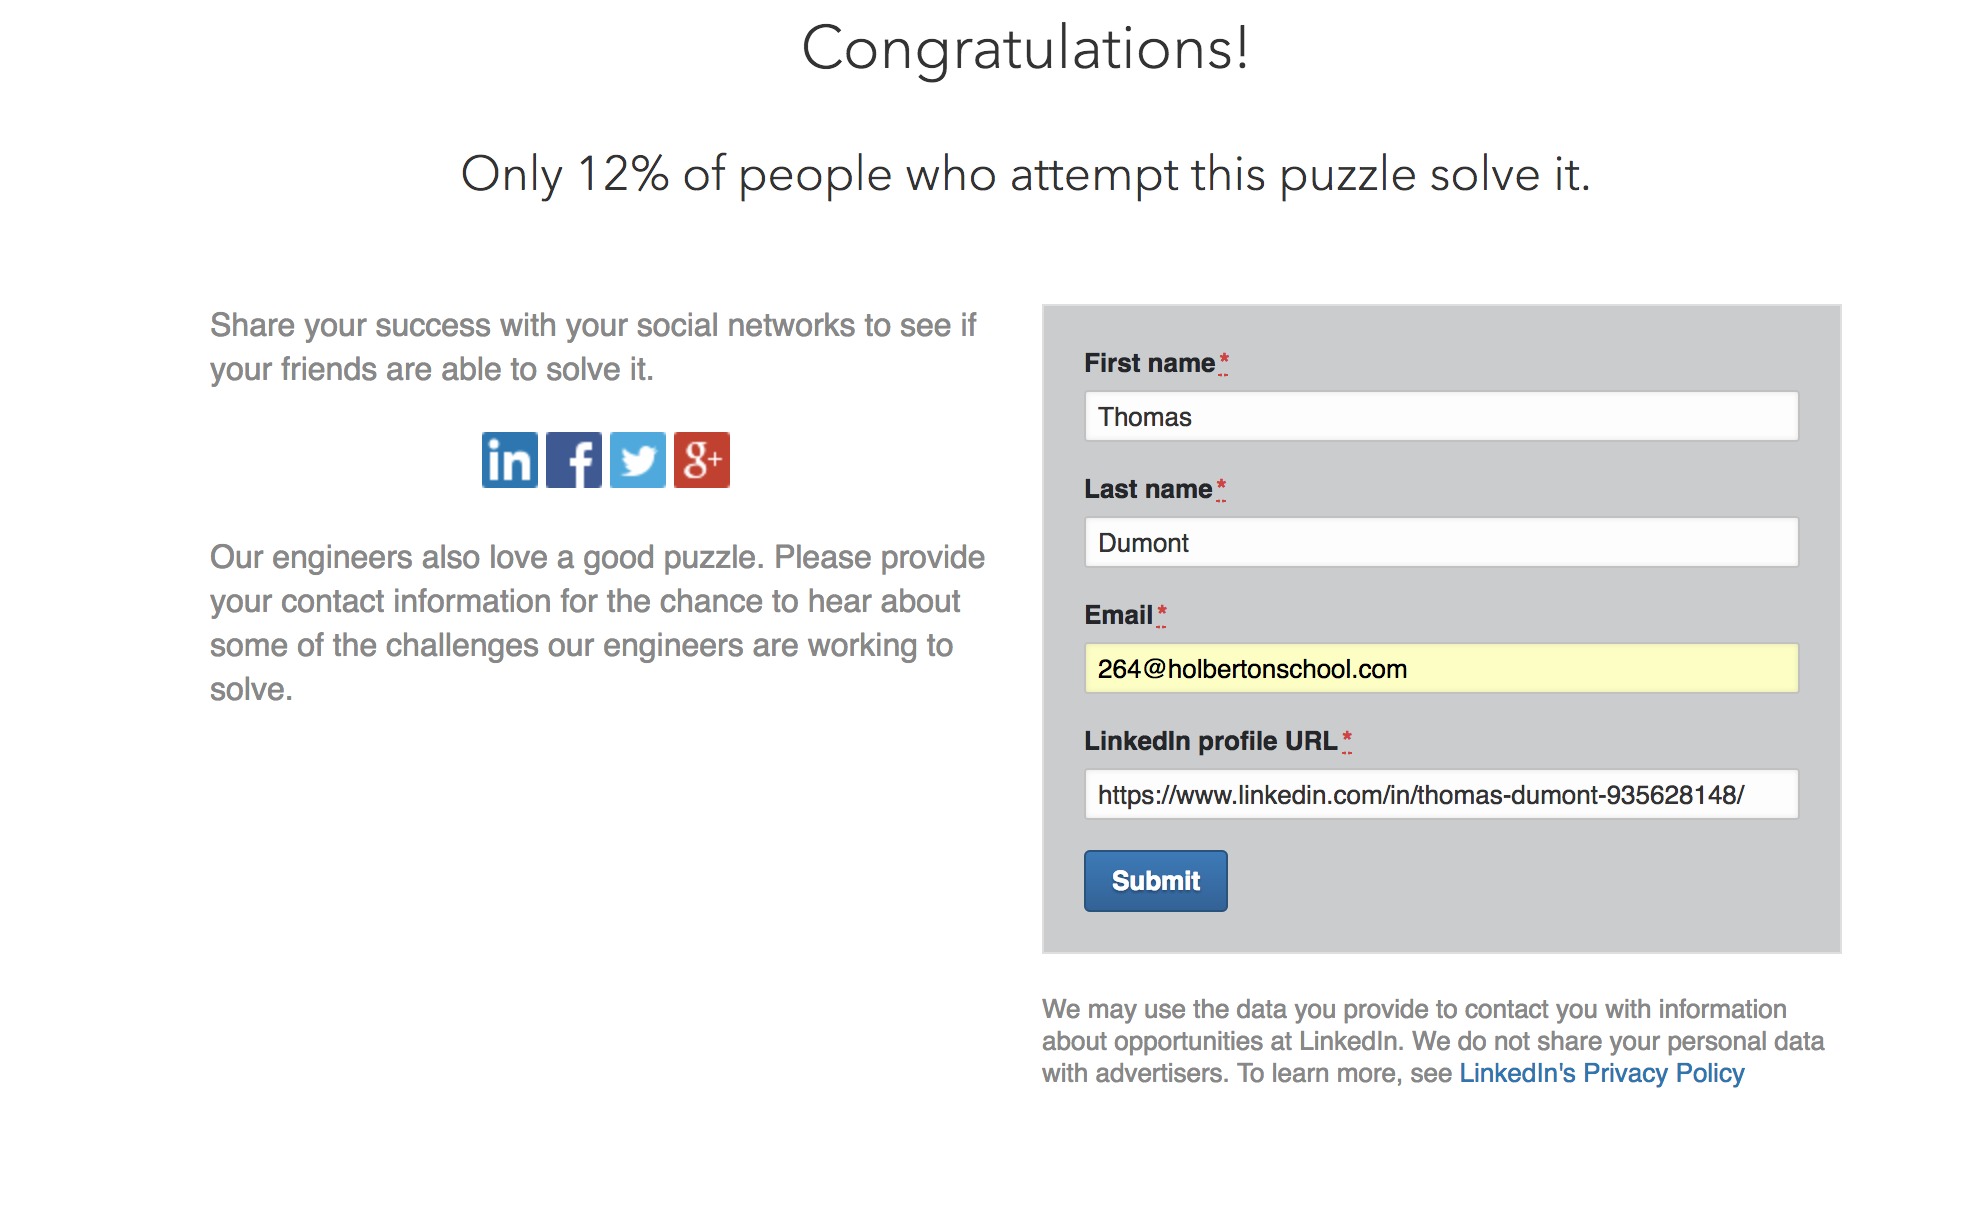 Congratulations!
Only 12% of people who attempt this puzzle solve it.
Share your success with your social networks to see if
your friends are able to solve it.
in f g+
Our engineers also love a good puzzle. Please provide
your contact information for the chance to hear about
some of the challenges our engineers are working to
solve.
First name*
Thomas
Last name*
Dumont
Email*
264@holbertonschool.com
LinkedIn profile URL*
https://www.linkedin.com/in/thomas-dumont-935628148/
Submit
We may use the data you provide to contact you with information
about opportunities at LinkedIn. We do not share your personal data
with advertisers. To learn more, see LinkedIn's Privacy Policy